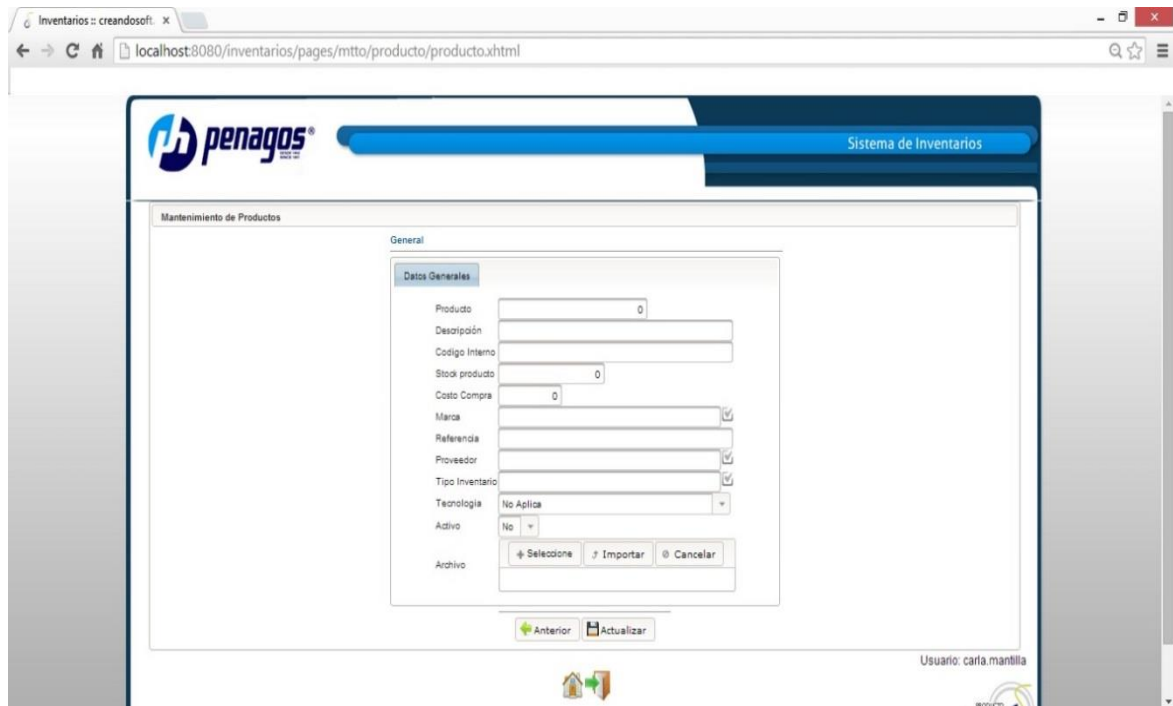 Inventarios :: creandosoft.
localhost:8080/inventarios/pages/mtto/producto/producto.xhtml
penagos®
Sistema de Inventarios
Mantenimiento de Productos
General
Datos Generales
Producto 0
Descripción
Codigo Interno
Stock producto 0
Costo Compra 0
Marca
Referencia
Proveedor
Tipo Inventario
Tecnologia No Aplica
Activo No
Archivo Seleccione Importar Cancelar
Anterior Actualizar
Usuario: carla.mantilla
PRODUCTO